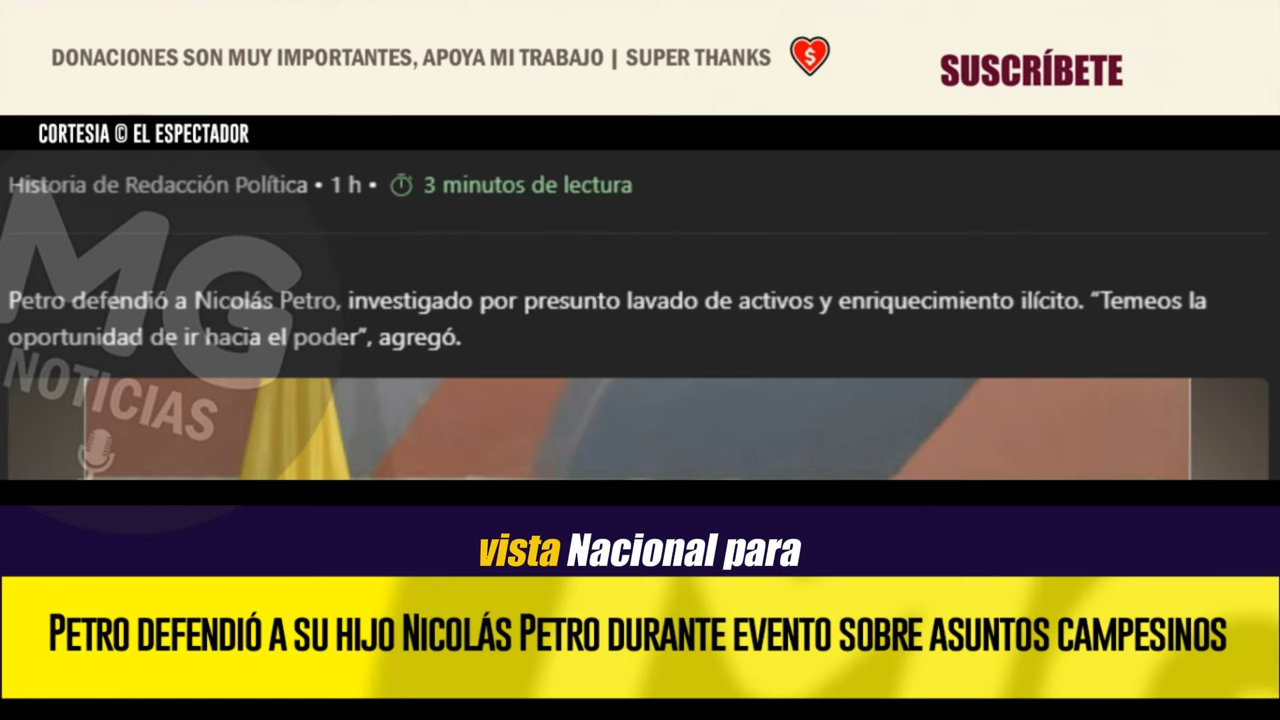 DONACIONES SON MUY IMPORTANTES, APOYA MI TRABAJO | SUPER THANKS
SUSCRÍBETE
CORTESIA © EL ESPECTADOR
Historia de Redacción Política • 1 h • 3 minutos de lectura
Petro defendió a Nicolás Petro, investigado por presunto lavado de activos y enriquecimiento ilícito. “Temeos la
oportunidad de ir hacia el poder”, agregó.
MG
NOTICIAS
vista Nacional para
PETRO DEFENDIÓ A SU HIJO NICOLÁS PETRO DURANTE EVENTO SOBRE ASUNTOS CAMPESINOS